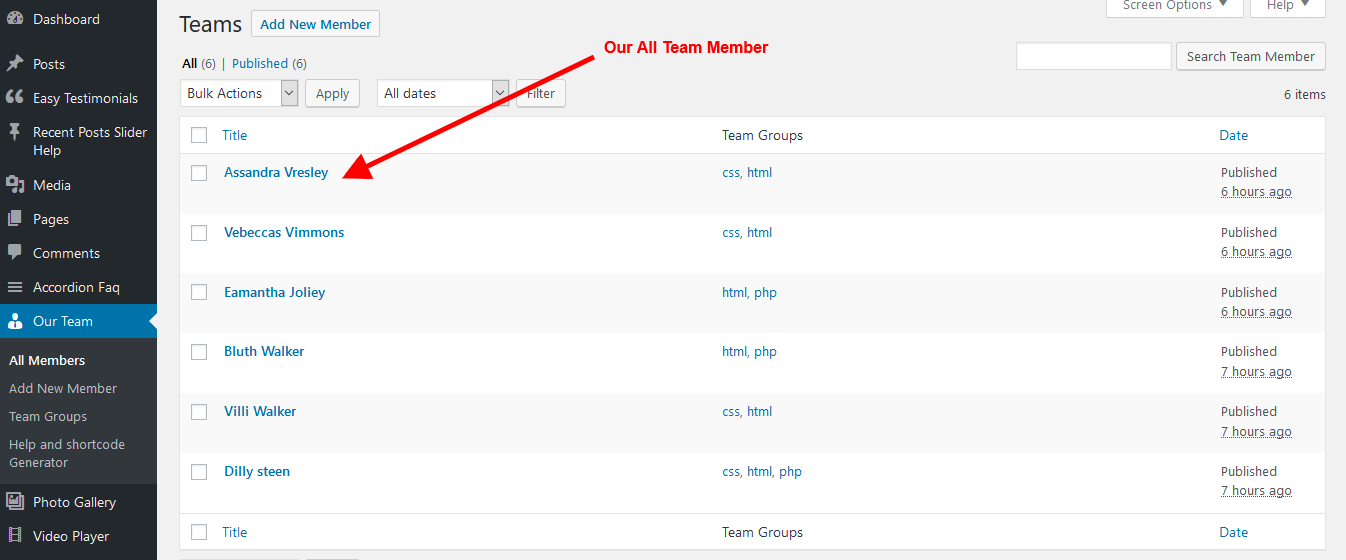 Dashboard
Posts
Easy Testimonials
Recent Posts Slider
Help
Media
Pages
Comments
Accordion Faq
Our Team
All Members
Add New Member
Team Groups
Help and shortcode
Generator
Photo Gallery
Video Player
Screen Options Help
Teams Add New Member
Our All Team Member
All (6) | Published (6)
Search Team Member
Bulk Actions Apply All dates Filter
6 items
Title Team Groups Date
Assandra Vresley css, html Published
6 hours ago
Vebeccas Vimmons css, html Published
6 hours ago
Eamantha Joliey html, php Published
6 hours ago
Bluth Walker html, php Published
7 hours ago
Villi Walker css, html Published
7 hours ago
Dilly steen css, html, php Published
7 hours ago
Title Team Groups Date